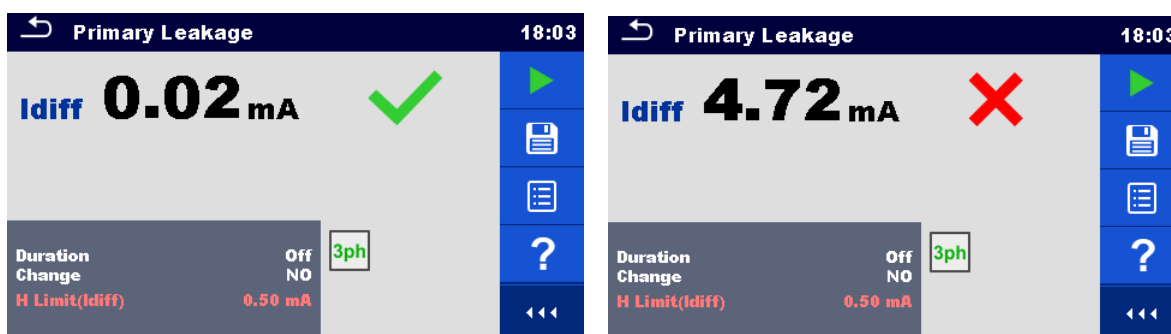 Primary Leakage 18:03
Idiff 0.02 mA
Duration Off
Change NO
H Limit(Idiff) 0.50 mA
3ph
?
Primary Leakage 18:03
Idiff 4.72 mA
Duration Off
Change NO
H Limit(Idiff) 0.50 mA
3ph
?